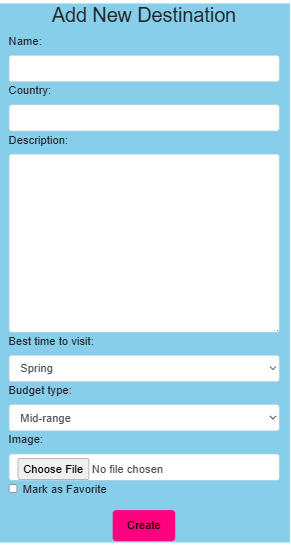 Add New Destination
Name:
Country:
Description:
Best time to visit:
Spring
Budget type:
Mid-range
Image:
Choose File No file chosen
Mark as Favorite
Create